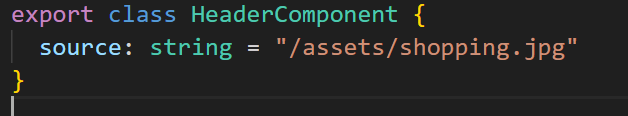 export class HeaderComponent {
  source: string = "/assets/shopping.jpg"
}